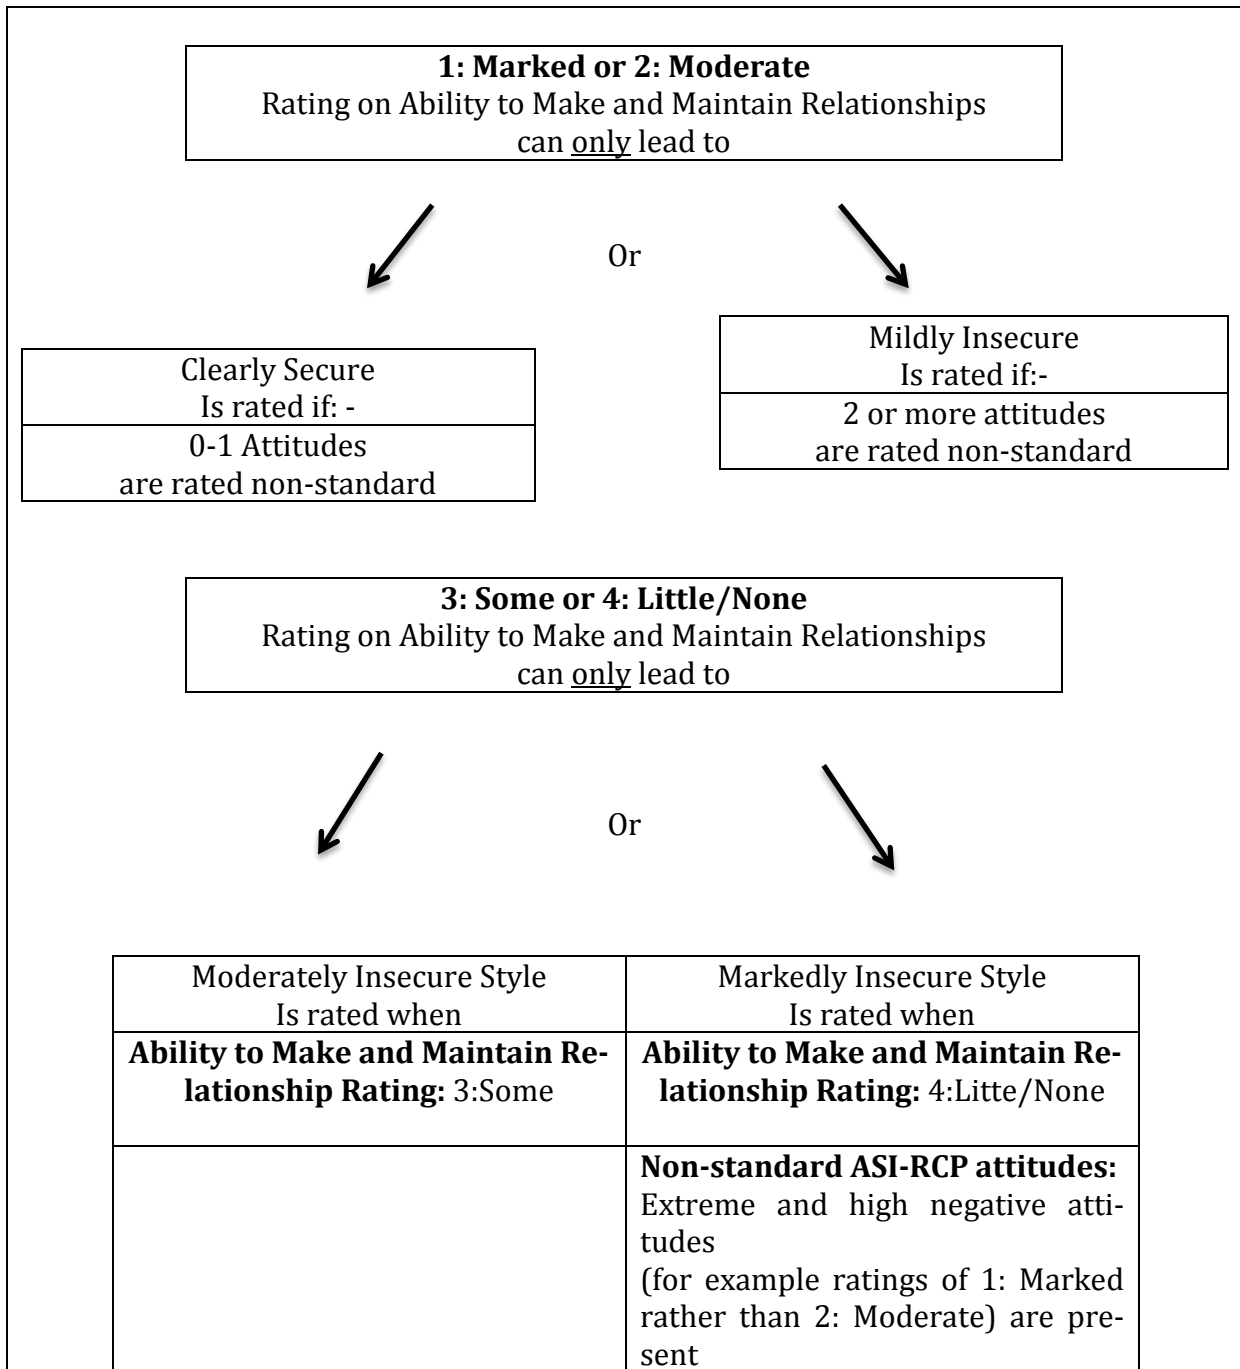 1: Marked or 2: Moderate
Rating on Ability to Make and Maintain Relationships
can only lead to
Or
Clearly Secure
Is rated if: -
0-1 Attitudes
are rated non-standard
Mildly Insecure
Is rated if:-
2 or more attitudes
are rated non-standard
3: Some or 4: Little/None
Rating on Ability to Make and Maintain Relationships
can only lead to
Or
Moderately Insecure Style
Is rated when
Ability to Make and Maintain Re-
lationship Rating: 3:Some
Markedly Insecure Style
Is rated when
Ability to Make and Maintain Re-
lationship Rating: 4:Litte/None
Non-standard ASI-RCP attitudes:
Extreme and high negative atti-
tudes
(for example ratings of 1: Marked
rather than 2: Moderate) are pre-
sent